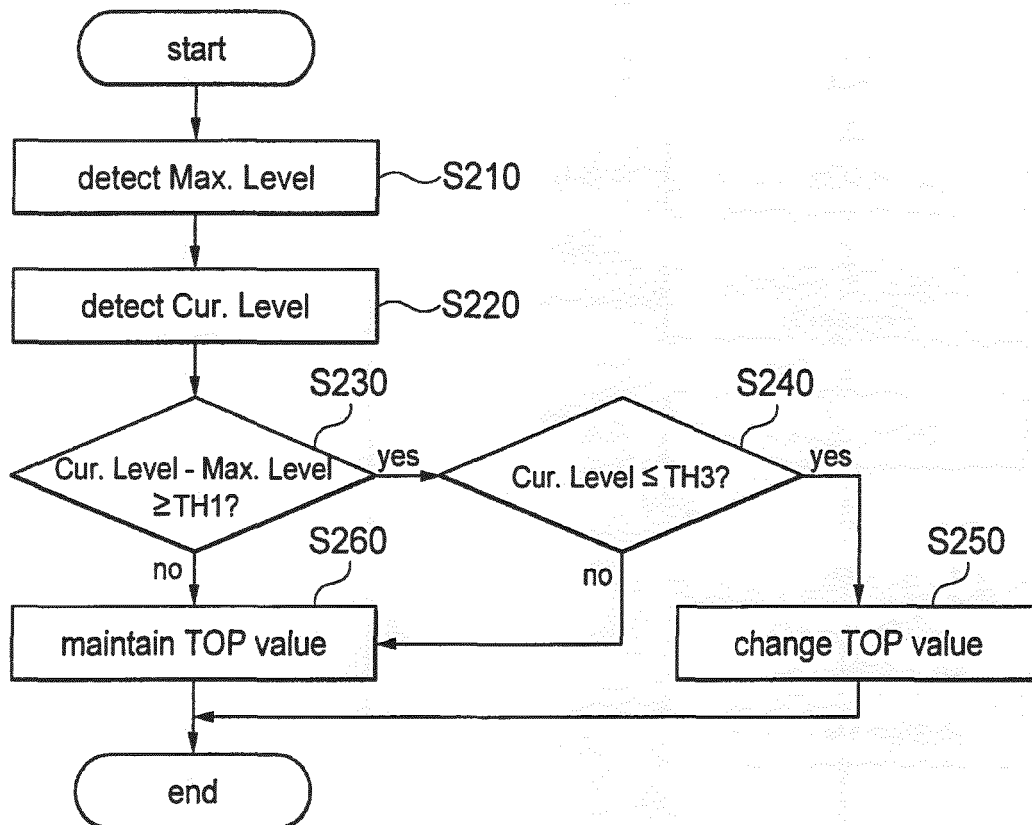 start
detect Max. Level
S210
detect Cur. Level
S220
S230
Cur. Level - Max. Level
≥TH1?
yes
S240
Cur. Level ≤ TH3?
yes
no
S260
maintain TOP value
no
S250
change TOP value
end